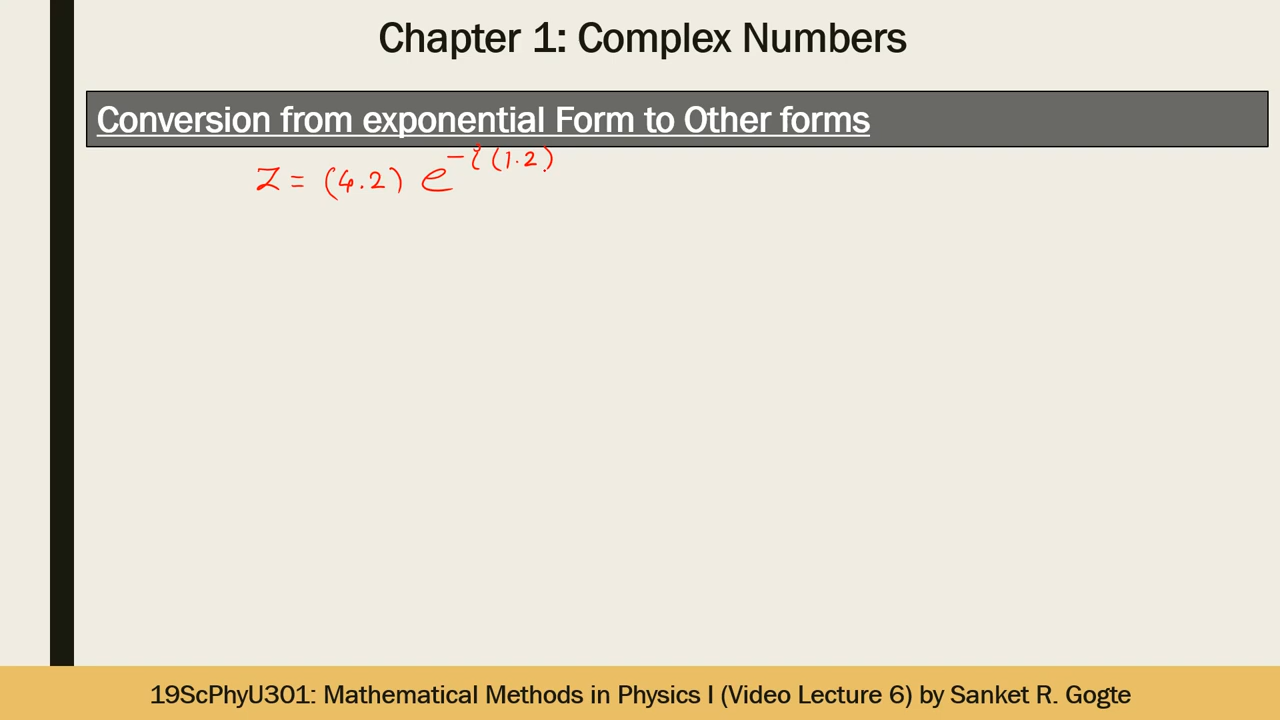 Chapter 1: Complex Numbers
Conversion from exponential Form to Other forms
Z = (4.2) e^{-i(1.2)}
19ScPhyU301: Mathematical Methods in Physics I (Video Lecture 6) by Sanket R. Gogte